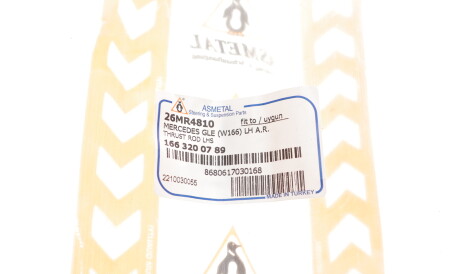 ASMETAL
ASMETAL
Steering & Suspension Parts
26MR4810
fit to / uygun
MERCEDES GLE (W166) LH A.R.
THRUST ROD LHS
166 320 07 89
8680617030168
2210030055
MADE IN TURKEY